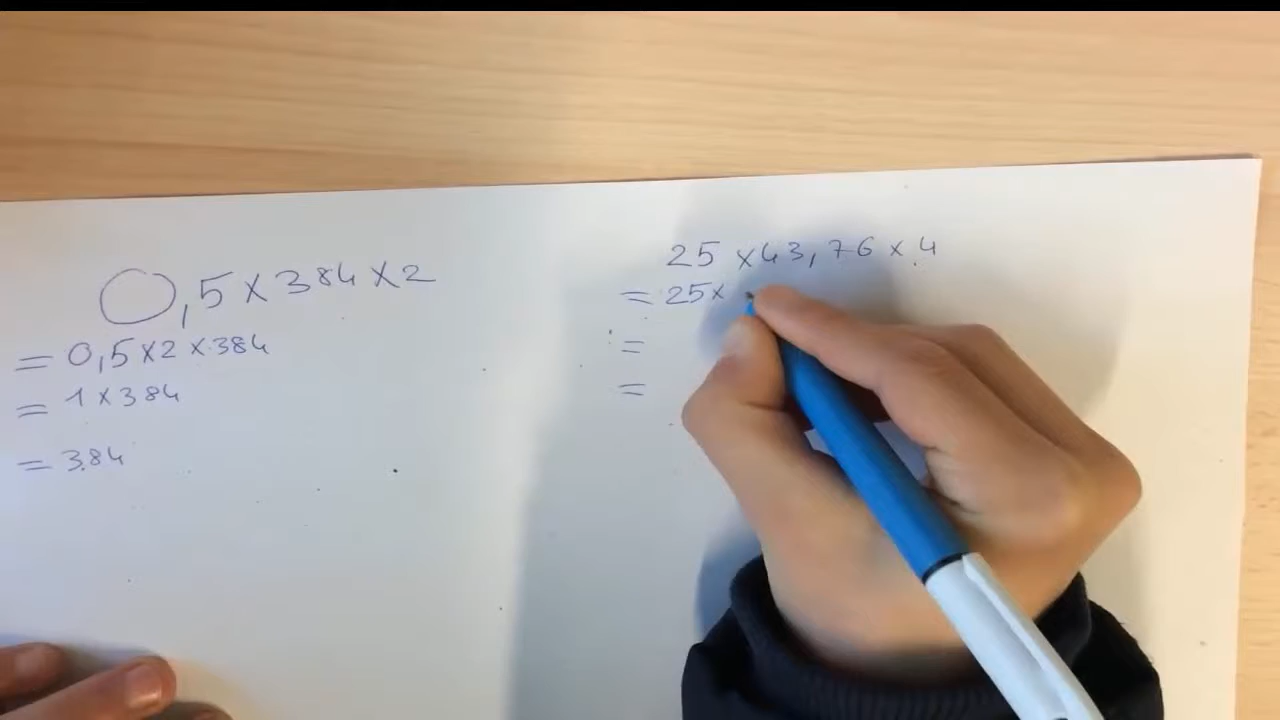 0,5 x 384 x 2
= 0,5 x 2 x 384
= 1 x 384
= 384
25 x 43,76 x 4
= 25 x
=
=